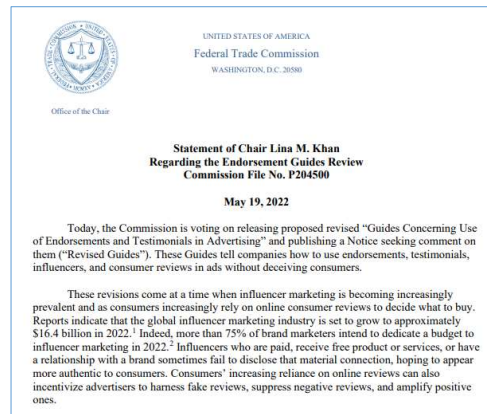 UNITED STATES OF AMERICA
Federal Trade Commission
WASHINGTON, D.C. 20580
Office of the Chair
Statement of Chair Lina M. Khan
Regarding the Endorsement Guides Review
Commission File No. P204500
May 19, 2022
Today, the Commission is voting on releasing proposed revised “Guides Concerning Use
of Endorsements and Testimonials in Advertising” and publishing a Notice seeking comment on
them (“Revised Guides”). These Guides tell companies how to use endorsements, testimonials,
influencers, and consumer reviews in ads without deceiving consumers.
These revisions come at a time when influencer marketing is becoming increasingly
prevalent and as consumers increasingly rely on online consumer reviews to decide what to buy.
Reports indicate that the global influencer marketing industry is set to grow to approximately
$16.4 billion in 2022.1 Indeed, more than 75% of brand marketers intend to dedicate a budget to
influencer marketing in 2022.2 Influencers who are paid, receive free product or services, or have
a relationship with a brand sometimes fail to disclose that material connection, hoping to appear
more authentic to consumers. Consumers’ increasing reliance on online reviews can also
incentivize advertisers to harness fake reviews, suppress negative reviews, and amplify positive
ones.